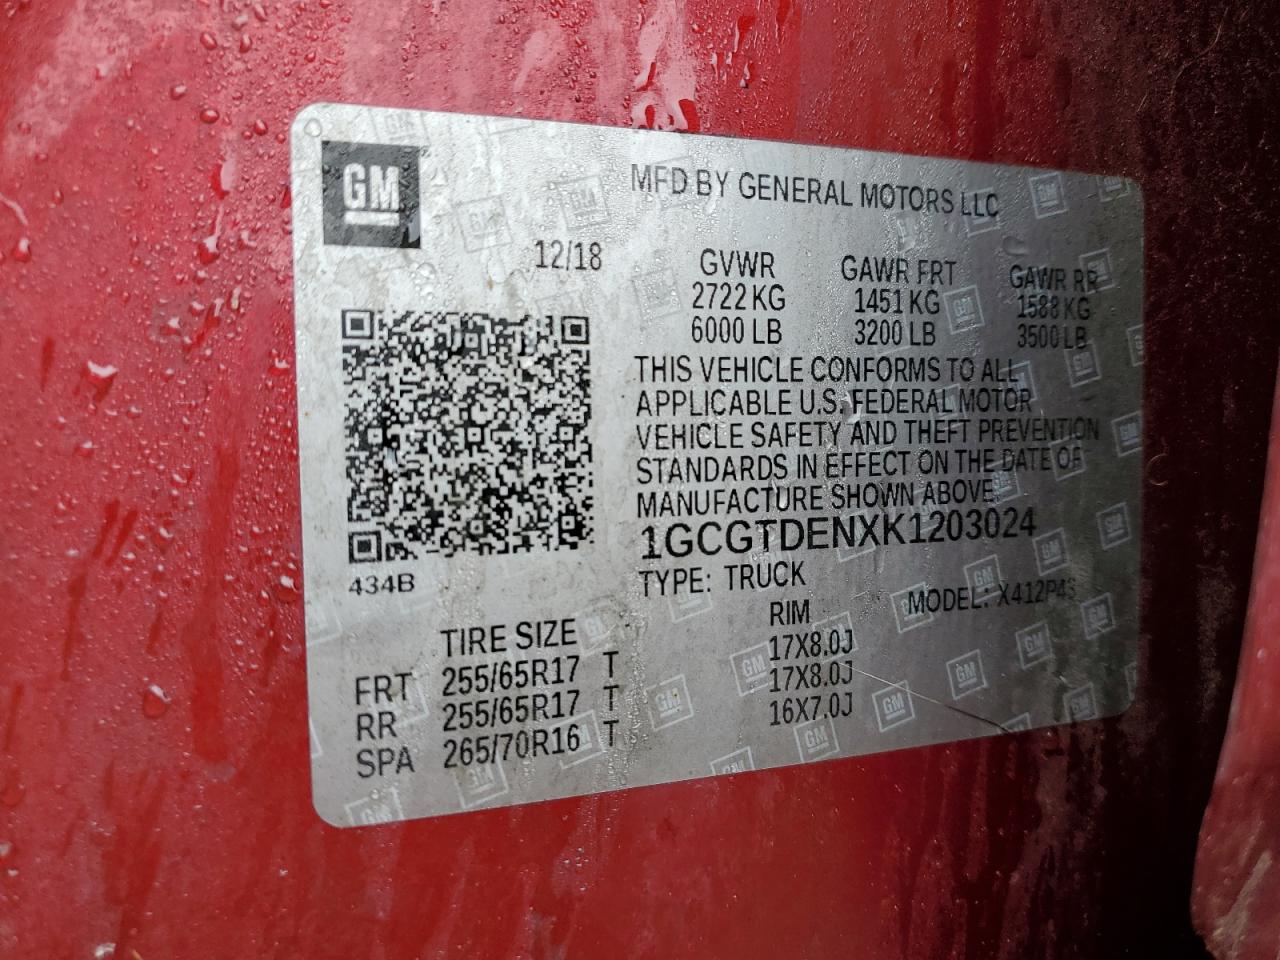 GM
MFD BY GENERAL MOTORS LLC
12/18
GVWR GAWR FRT GAWR RR
2722 KG 1451 KG 1588 KG
6000 LB 3200 LB 3500 LB
THIS VEHICLE CONFORMS TO ALL
APPLICABLE U.S. FEDERAL MOTOR
VEHICLE SAFETY AND THEFT PREVENTION
STANDARDS IN EFFECT ON THE DATE OF
MANUFACTURE SHOWN ABOVE.
1GCGTDENXK1203024
434B
TYPE: TRUCK
MODEL: X412P43
TIRE SIZE RIM
FRT 255/65R17 T 17X8.0J
RR 255/65R17 T 17X8.0J
SPA 265/70R16 T 16X7.0J